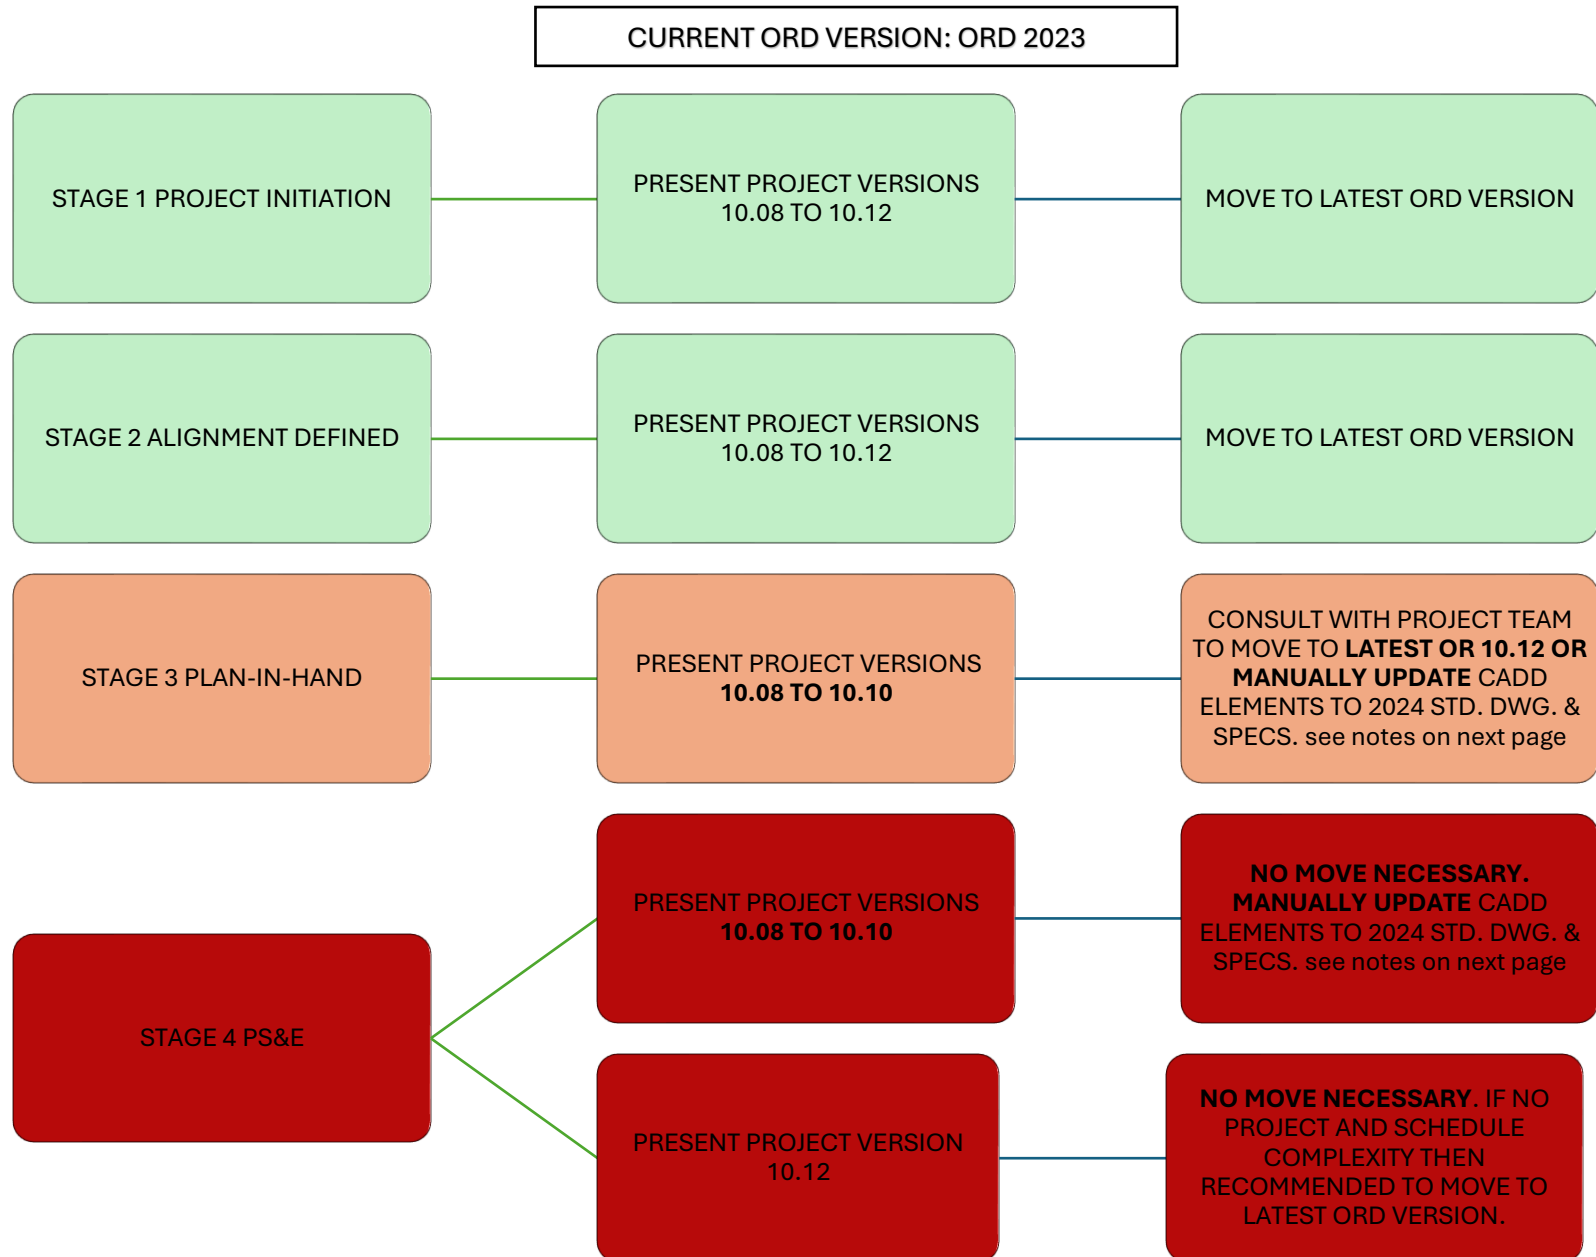 CURRENT ORD VERSION: ORD 2023
STAGE 1 PROJECT INITIATION
PRESENT PROJECT VERSIONS
10.08 TO 10.12
MOVE TO LATEST ORD VERSION
STAGE 2 ALIGNMENT DEFINED
PRESENT PROJECT VERSIONS
10.08 TO 10.12
MOVE TO LATEST ORD VERSION
STAGE 3 PLAN-IN-HAND
PRESENT PROJECT VERSIONS
10.08 TO 10.10
CONSULT WITH PROJECT TEAM
TO MOVE TO LATEST OR 10.12 OR
MANUALLY UPDATE CADD
ELEMENTS TO 2024 STD. DWG. &
SPECS. see notes on next page
STAGE 4 PS&E
PRESENT PROJECT VERSIONS
10.08 TO 10.10
NO MOVE NECESSARY.
MANUALLY UPDATE CADD
ELEMENTS TO 2024 STD. DWG. &
SPECS. see notes on next page
PRESENT PROJECT VERSION
10.12
NO MOVE NECESSARY. IF NO
PROJECT AND SCHEDULE
COMPLEXITY THEN
RECOMMENDED TO MOVE TO
LATEST ORD VERSION.